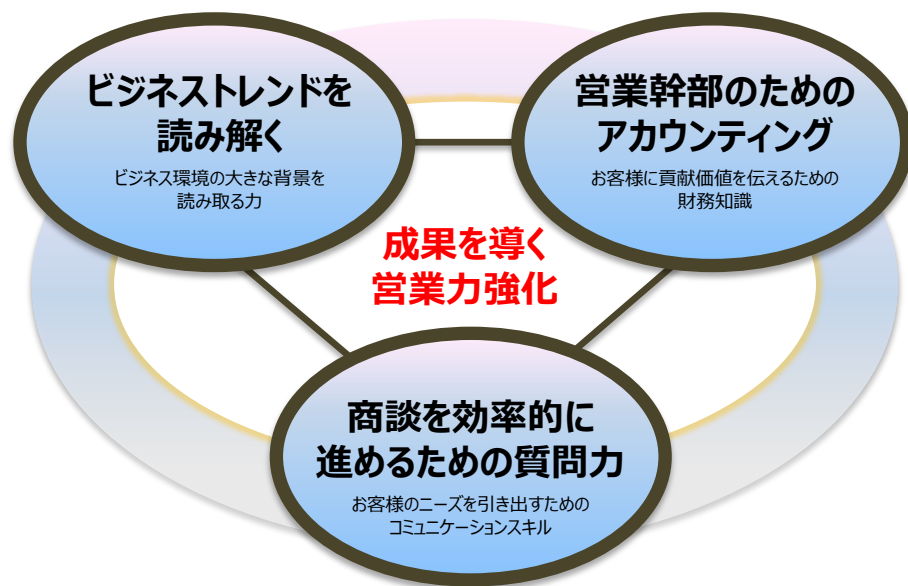 ビジネストレンドを
読み解く
ビジネス環境の大きな背景を
読み取る力
営業幹部のための
アカウンティング
お客様に貢献価値を伝えるための
財務知識
成果を導く
営業力強化
商談を効率的に
進めるための質問力
お客様のニーズを引き出すための
コミュニケーションスキル